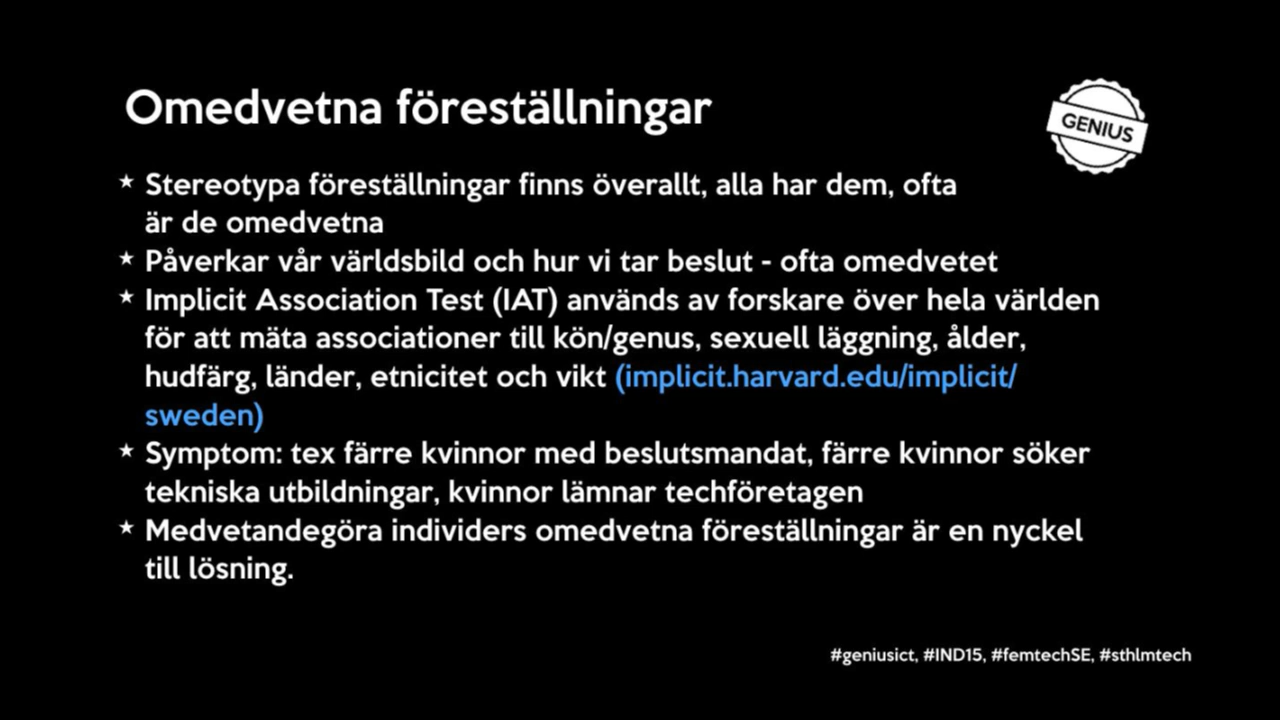 Omedvetna föreställningar
GENIUS
★ Stereotypa föreställningar finns överallt, alla har dem, ofta
är de omedvetna
★ Påverkar vår världsbild och hur vi tar beslut - ofta omedvetet
★ Implicit Association Test (IAT) används av forskare över hela världen
för att mäta associationer till kön/genus, sexuell läggning, ålder,
hudfärg, länder, etnicitet och vikt (implicit.harvard.edu/implicit/
sweden)
★ Symptom: tex färre kvinnor med beslutsmandat, färre kvinnor söker
tekniska utbildningar, kvinnor lämnar techföretagen
★ Medvetandegöra individers omedvetna föreställningar är en nyckel
till lösning.
#geniusict, #IND15, #femtechSE, #sthlmtech